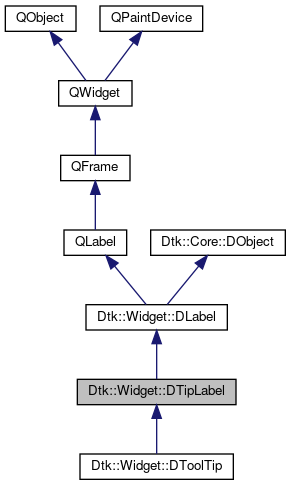 QObject
QPaintDevice
QWidget
QFrame
QLabel
Dtk::Core::DObject
Dtk::Widget::DLabel
Dtk::Widget::DTipLabel
Dtk::Widget::DToolTip